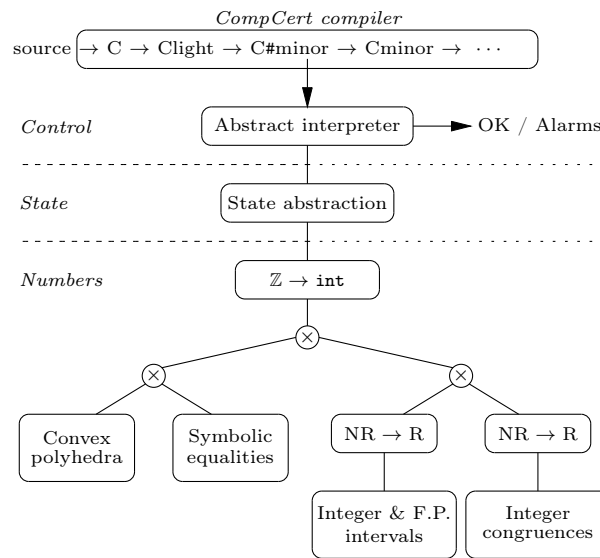 CompCert compiler
source → C → Clight → C#minor → Cminor → ···
Control
Abstract interpreter
OK / Alarms
State
State abstraction
Numbers
ℤ → int
⊗
⊗ ⊗
Convex
polyhedra
Symbolic
equalities
NR → R
NR → R
Integer & F.P.
intervals
Integer
congruences